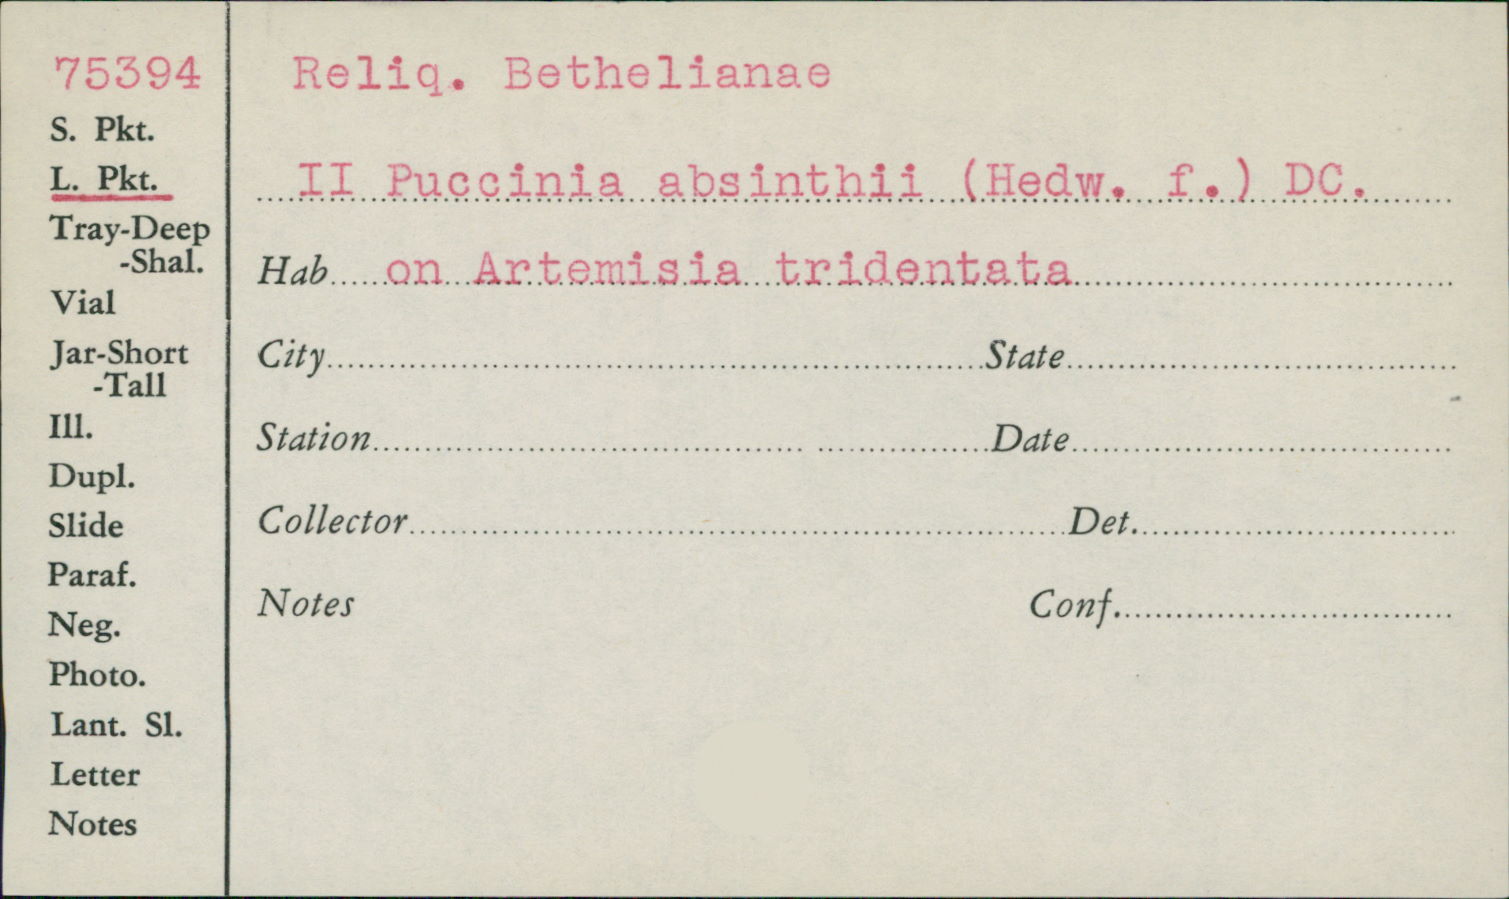 75394
S. Pkt.
L. Pkt.
Tray-Deep
-Shal.
Vial
Jar-Short
-Tall
Ill.
Dupl.
Slide
Paraf.
Neg.
Photo.
Lant. Sl.
Letter
Notes
Reliq. Bethelianae
II Puccinia absinthii (Hedw. f.) DC.
Hab on Artemisia tridentata
City State
Station Date
Collector Det.
Notes Conf.